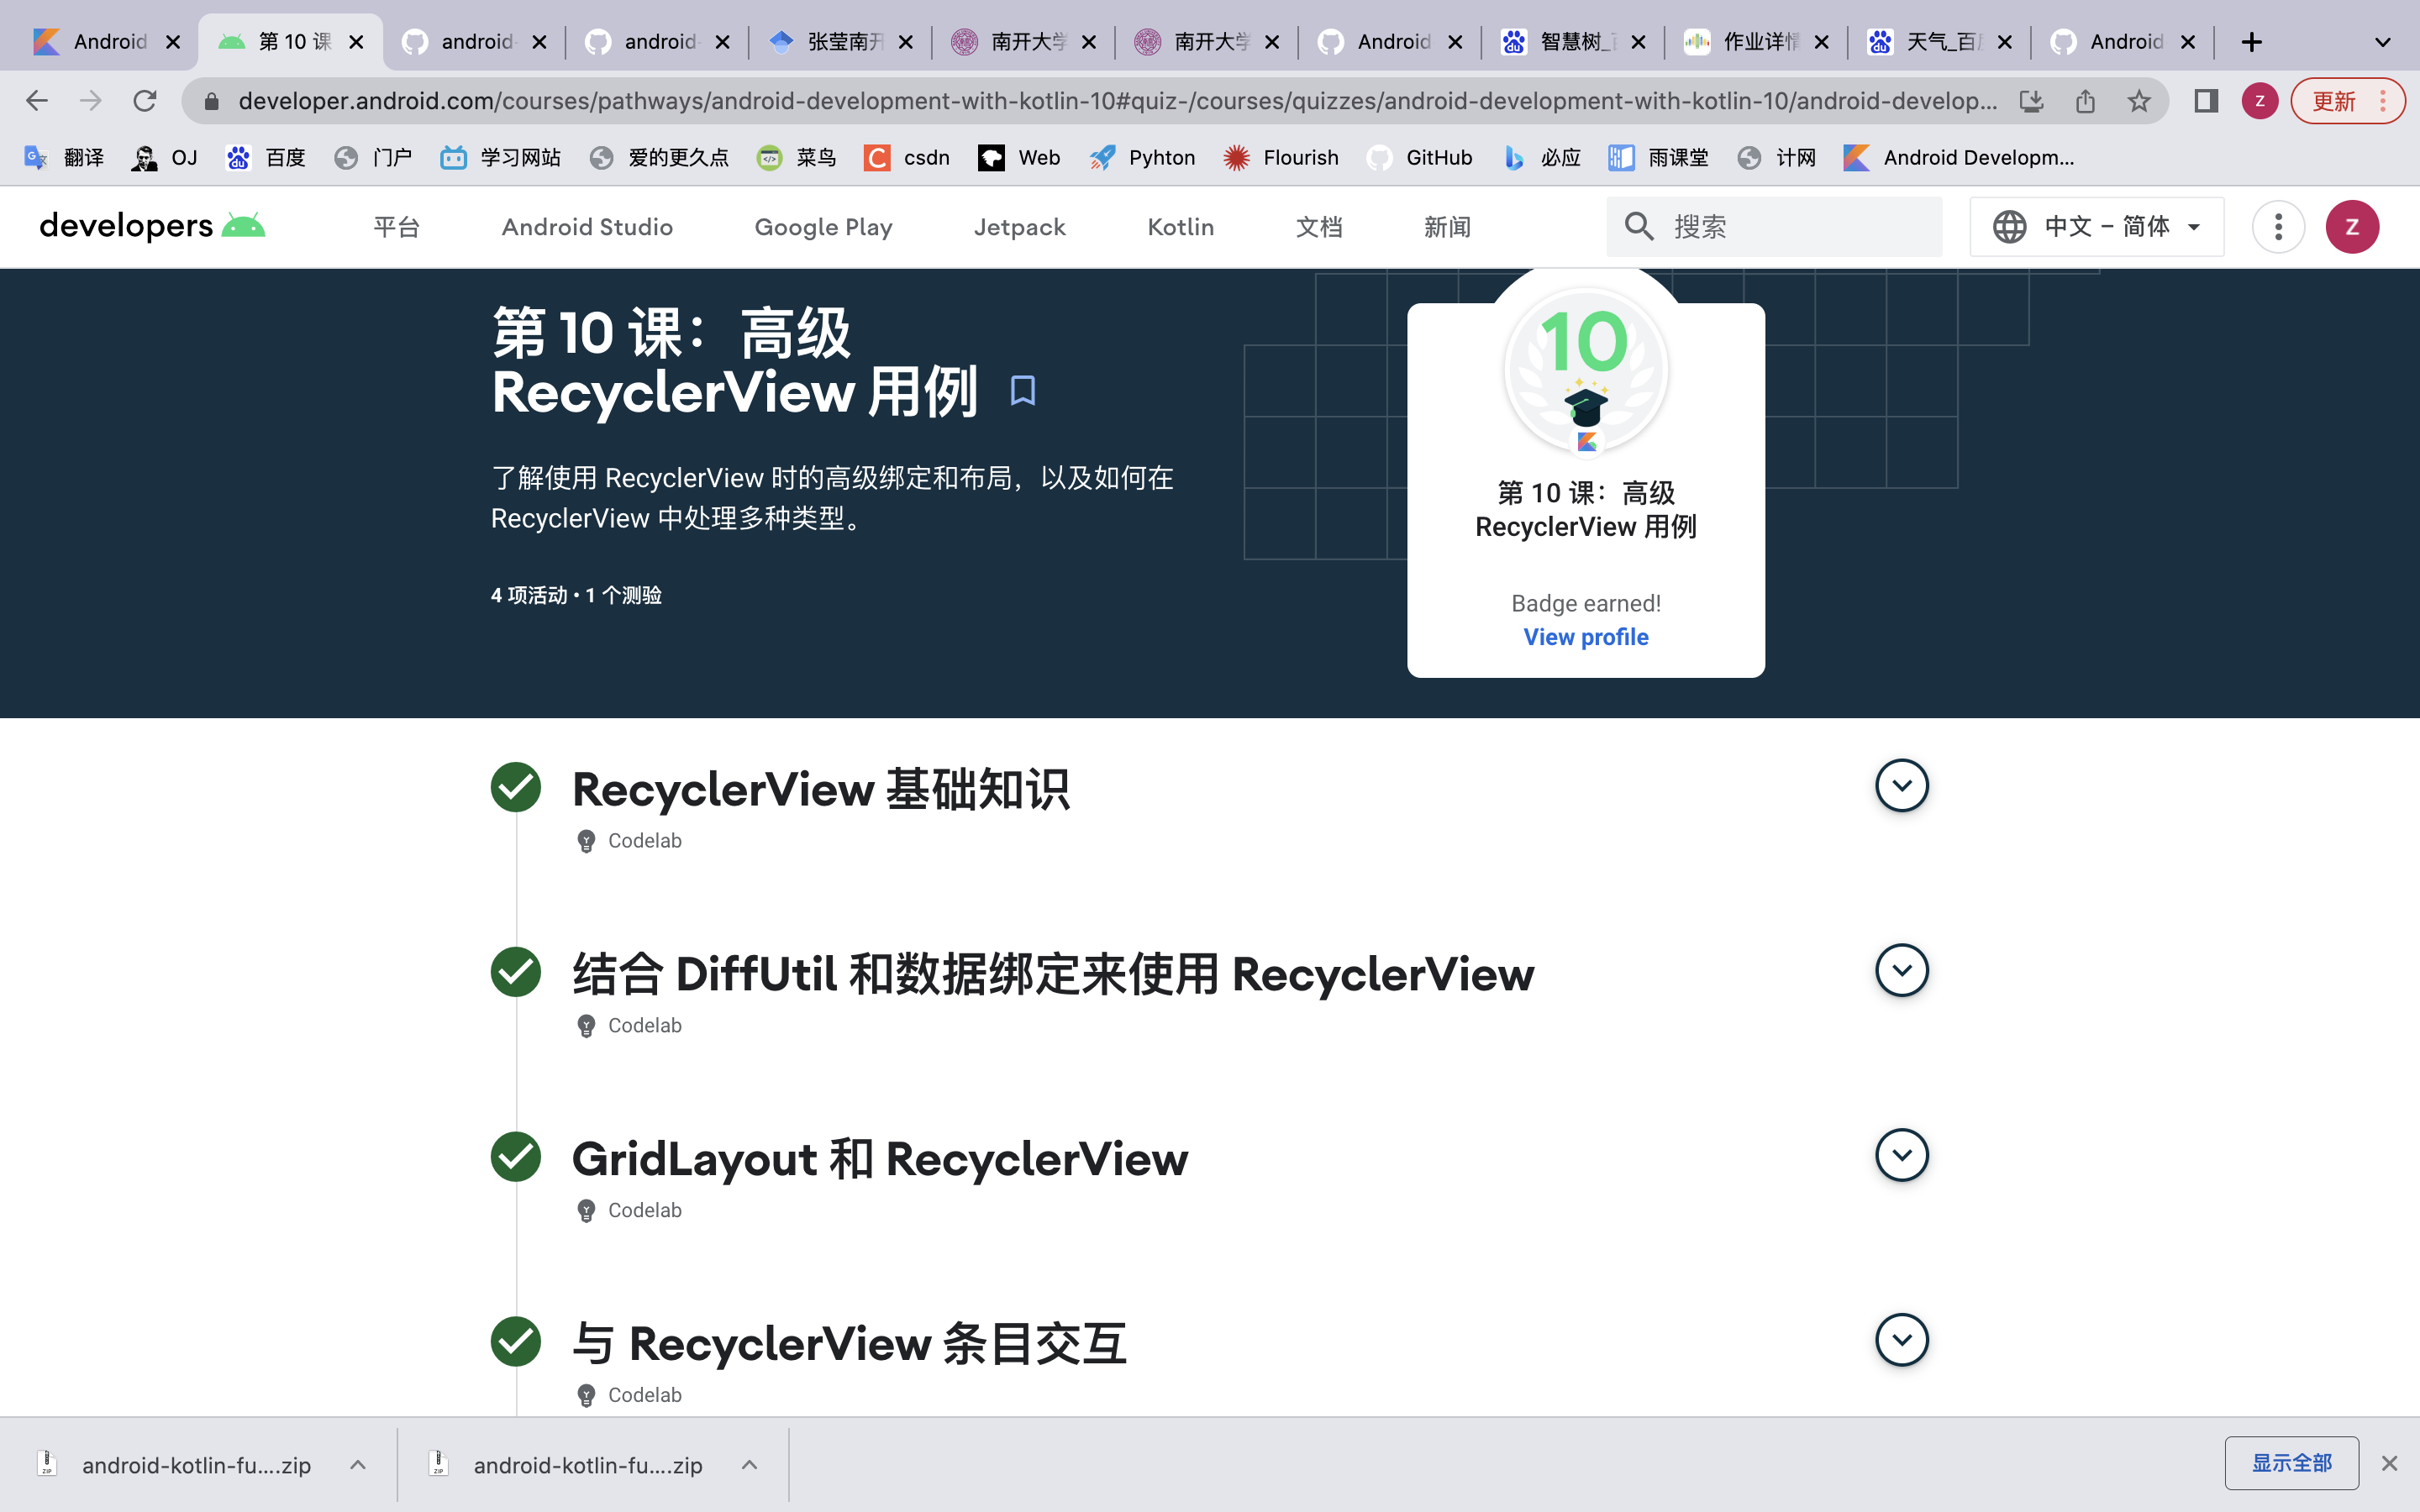 Android
第 10 课
android-
android-
张莹南开
南开大学
南开大学
Android
智慧树_百
作业详情
天气_百度
Android
developer.android.com/courses/pathways/android-development-with-kotlin-10#quiz-/courses/quizzes/android-development-with-kotlin-10/android-develop...
z
更新
翻译
OJ
百度
门户
学习网站
爱的更久点
菜鸟
csdn
Web
Pyhton
Flourish
GitHub
必应
雨课堂
计网
Android Developm...
developers
平台
Android Studio
Google Play
Jetpack
Kotlin
文档
新闻
搜索
中文 – 简体
Z
第 10 课：高级
RecyclerView 用例
了解使用 RecyclerView 时的高级绑定和布局，以及如何在
RecyclerView 中处理多种类型。
4 项活动 • 1 个测验
10
第 10 课：高级
RecyclerView 用例
Badge earned!
View profile
RecyclerView 基础知识
Codelab
结合 DiffUtil 和数据绑定来使用 RecyclerView
Codelab
GridLayout 和 RecyclerView
Codelab
与 RecyclerView 条目交互
Codelab
android-kotlin-fu....zip
android-kotlin-fu....zip
显示全部